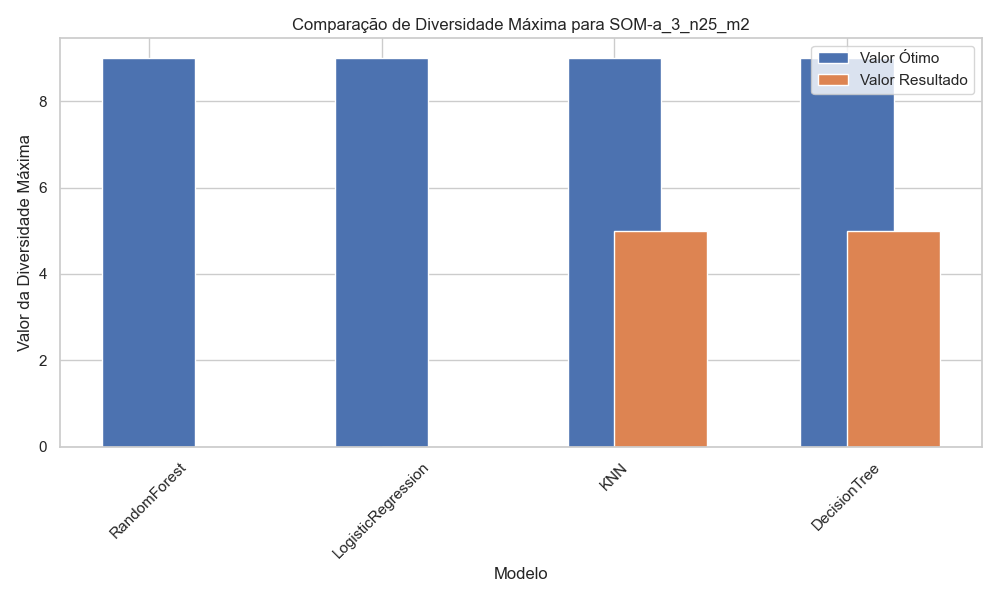 Comparação de Diversidade Máxima para SOM-a_3_n25_m2
Valor Ótimo
Valor Resultado
Valor da Diversidade Máxima
8
6
4
2
0
RandomForest
LogisticRegression
KNN
DecisionTree
Modelo